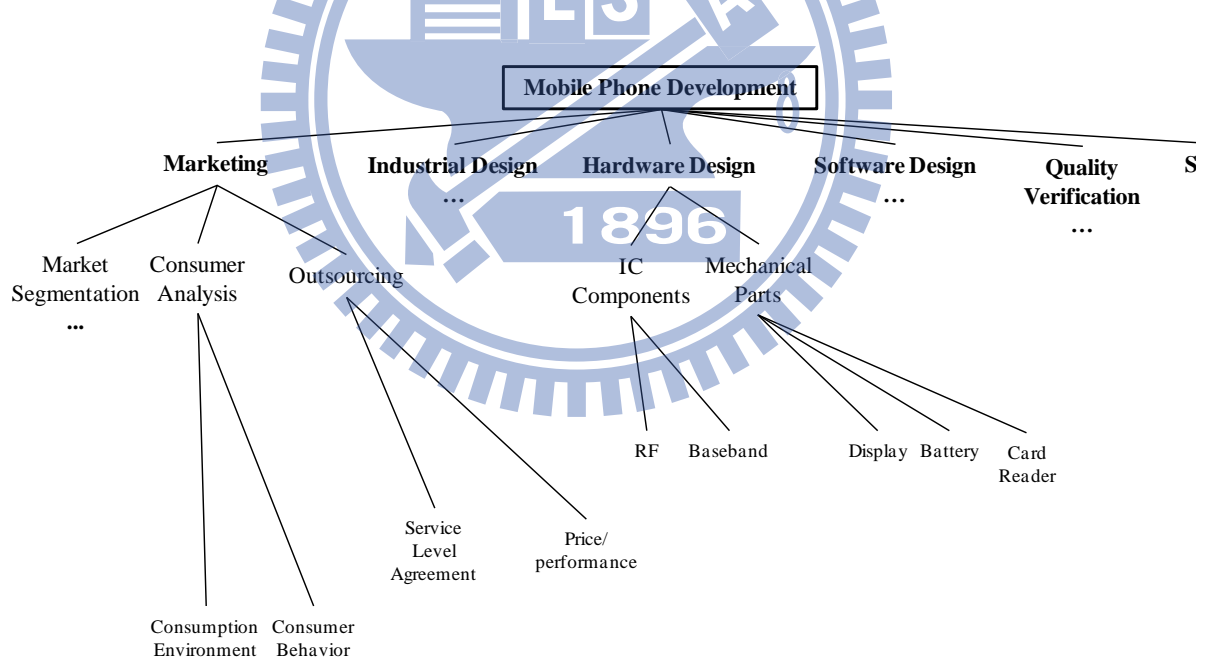 Mobile Phone Development
Marketing
Industrial Design
...
Hardware Design
Software Design
...
Quality
Verification
...
S
Market
Segmentation
...
Consumer
Analysis
Outsourcing
IC
Components
Mechanical
Parts
1896
RF
Baseband
Display
Battery
Card
Reader
Service
Level
Agreement
Price/
performance
Consumption
Environment
Consumer
Behavior